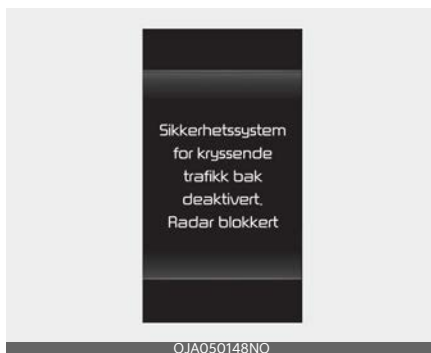 Sikkerhetssystem
for kryssende
trafikk bak
deaktivert.
Radar blokkert
OJA050148NO